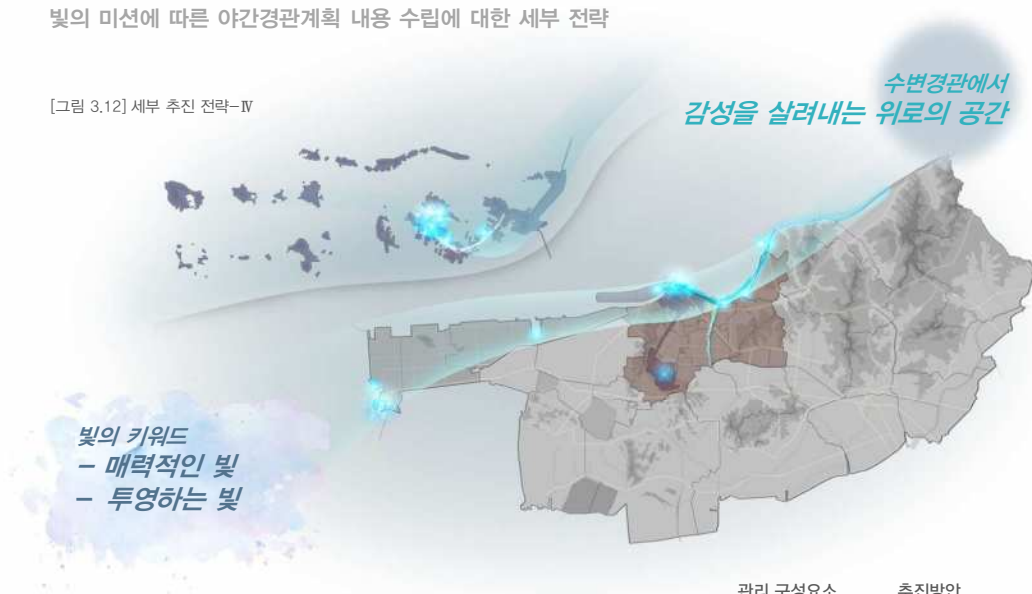 빛의 미션에 따른 야간경관계획 내용 수립에 대한 세부 전략
[그림 3.12] 세부 추진 전략-Ⅳ
수변경관에서
감성을 살려내는 위로의 공간
빛의 키워드
- 매력적인 빛
- 투영하는 빛
관리 구성요소 추진방안